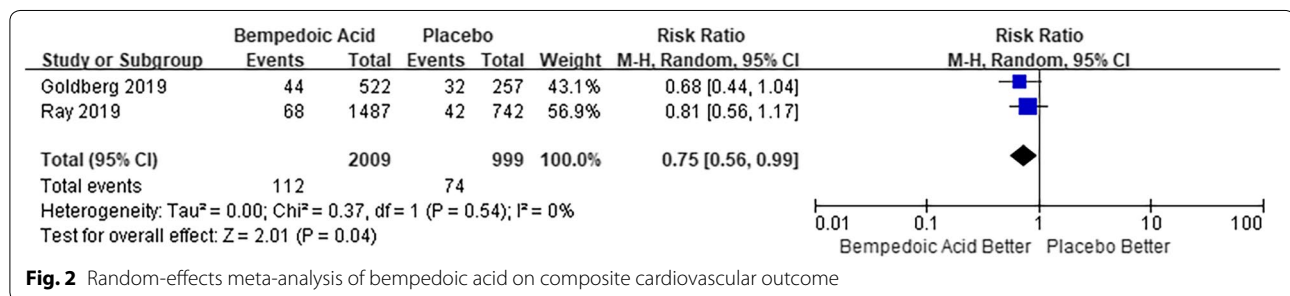 Bempedoic Acid Placebo Risk Ratio Risk Ratio
Study or Subgroup Events Total Events Total Weight M-H, Random, 95% CI M-H, Random, 95% CI
Goldberg 2019 44 522 32 257 43.1% 0.68 [0.44, 1.04]
Ray 2019 68 1487 42 742 56.9% 0.81 [0.56, 1.17]
Total (95% CI) 2009 999 100.0% 0.75 [0.56, 0.99]
Total events 112 74
Heterogeneity: Tau² = 0.00; Chi² = 0.37, df = 1 (P = 0.54); I² = 0%
Test for overall effect: Z = 2.01 (P = 0.04)
0.01 0.1 1 10 100
Bempedoic Acid Better Placebo Better
Fig. 2 Random-effects meta-analysis of bempedoic acid on composite cardiovascular outcome